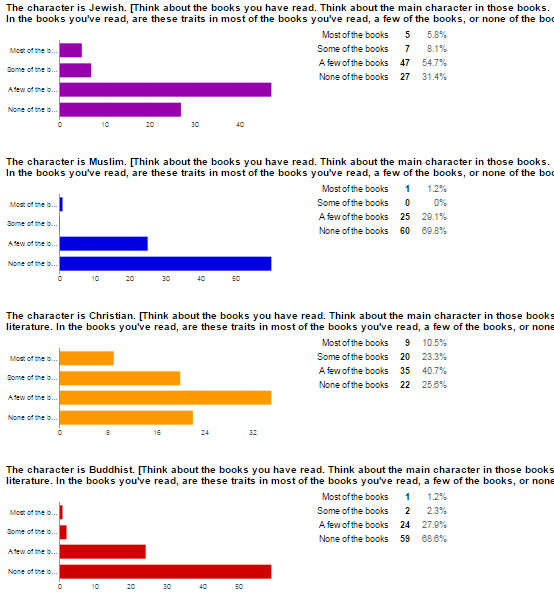 The character is Jewish. [Think about the books you have read. Think about the main character in those books.
In the books you've read, are these traits in most of the books you've read, a few of the books, or none of the boo
Most of the books 5 5.8%
Some of the books 7 8.1%
A few of the books 47 54.7%
None of the books 27 31.4%
Most of the b...
Some of the b...
A few of the b...
None of the b...
0 10 20 30 40
The character is Muslim. [Think about the books you have read. Think about the main character in those books.
In the books you've read, are these traits in most of the books you've read, a few of the books, or none of the boo
Most of the books 1 1.2%
Some of the books 0 0%
A few of the books 25 29.1%
None of the books 60 69.8%
Most of the b...
Some of the b...
A few of the b...
None of the b...
0 10 20 30 40 50
The character is Christian. [Think about the books you have read. Think about the main character in those books
literature. In the books you've read, are these traits in most of the books you've read, a few of the books, or none
Most of the books 9 10.5%
Some of the books 20 23.3%
A few of the books 35 40.7%
None of the books 22 25.6%
Most of the b...
Some of the b...
A few of the b...
None of the b...
0 8 16 24 32
The character is Buddhist. [Think about the books you have read. Think about the main character in those books
literature. In the books you've read, are these traits in most of the books you've read, a few of the books, or none
Most of the books 1 1.2%
Some of the books 2 2.3%
A few of the books 24 27.9%
None of the books 59 68.6%
Most of the b...
Some of the b...
A few of the b...
None of the b...
0 10 20 30 40 50